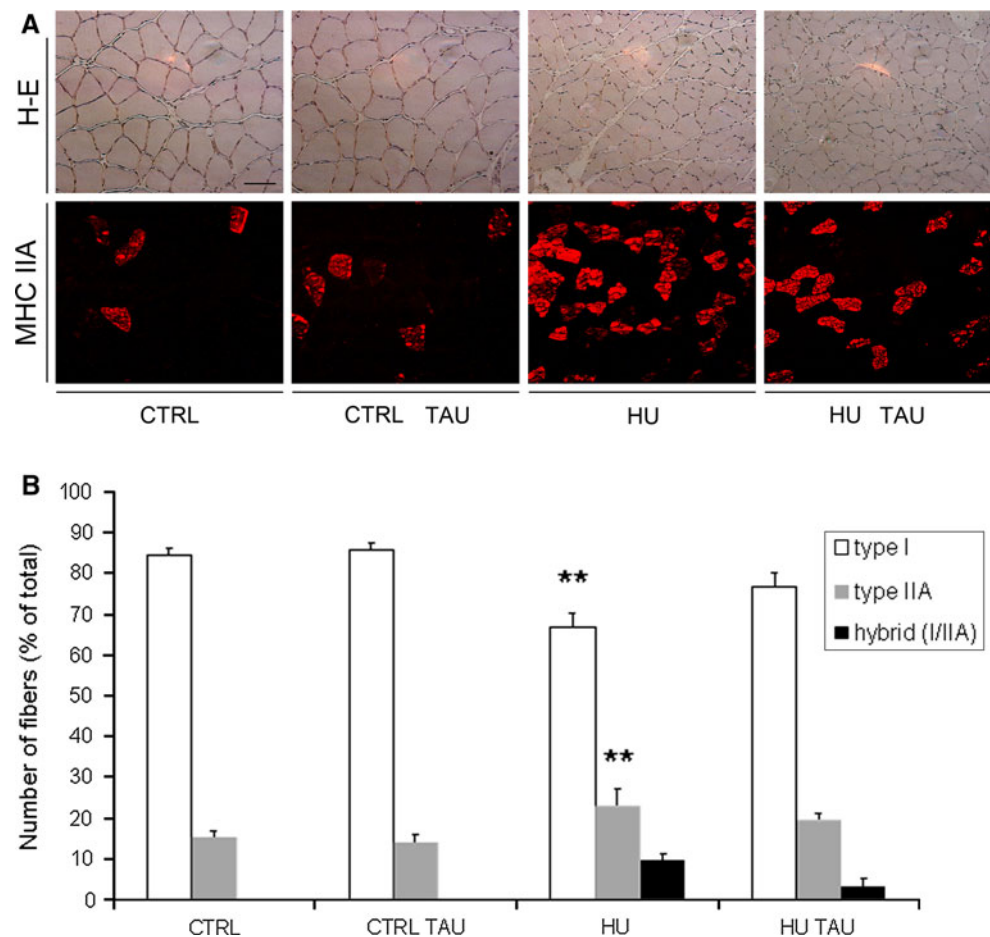 A
H-E
MHC IIA
CTRL
CTRL TAU
HU
HU TAU
B
Number of fibers (% of total)
100
90
80
70
60
50
40
30
20
10
0
**
**
type I
type IIA
hybrid (I/IIA)
CTRL
CTRL TAU
HU
HU TAU